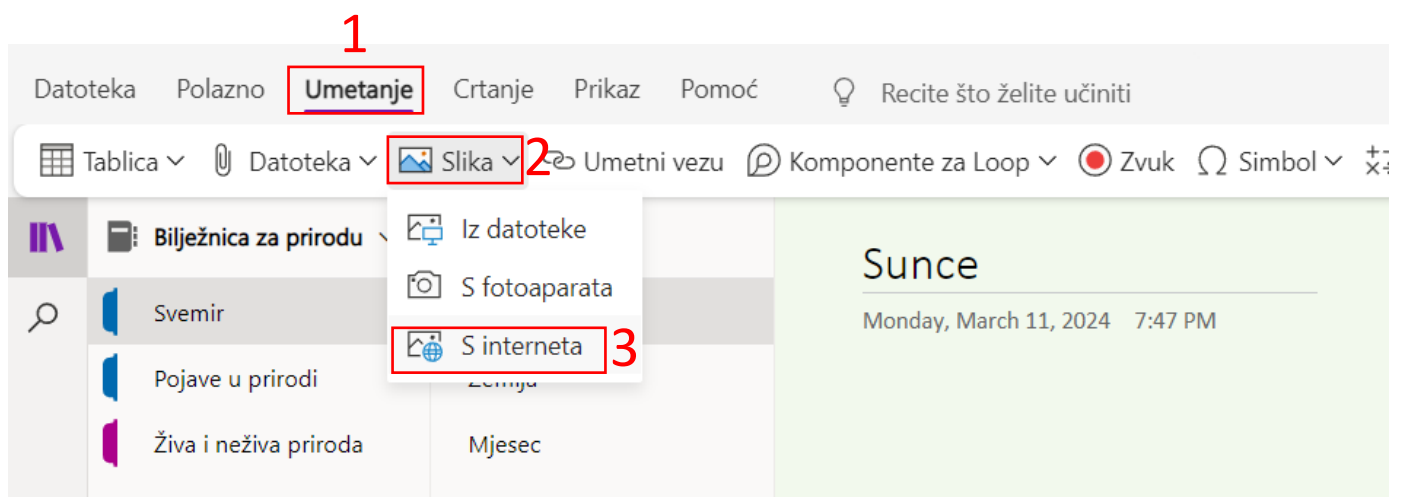 1
Datoteka Polazno Umetanje Crtanje Prikaz Pomoć Recite što želite učiniti
Tablica Datoteka Slika 2 Umetni vezu Komponente za Loop Zvuk Simbol
Bilježnica za prirodu
Iz datoteke
S fotoaparata
S interneta 3
Svemir
Pojave u prirodi
Živa i neživa priroda
Zemlja
Mjesec
Sunce
Monday, March 11, 2024 7:47 PM